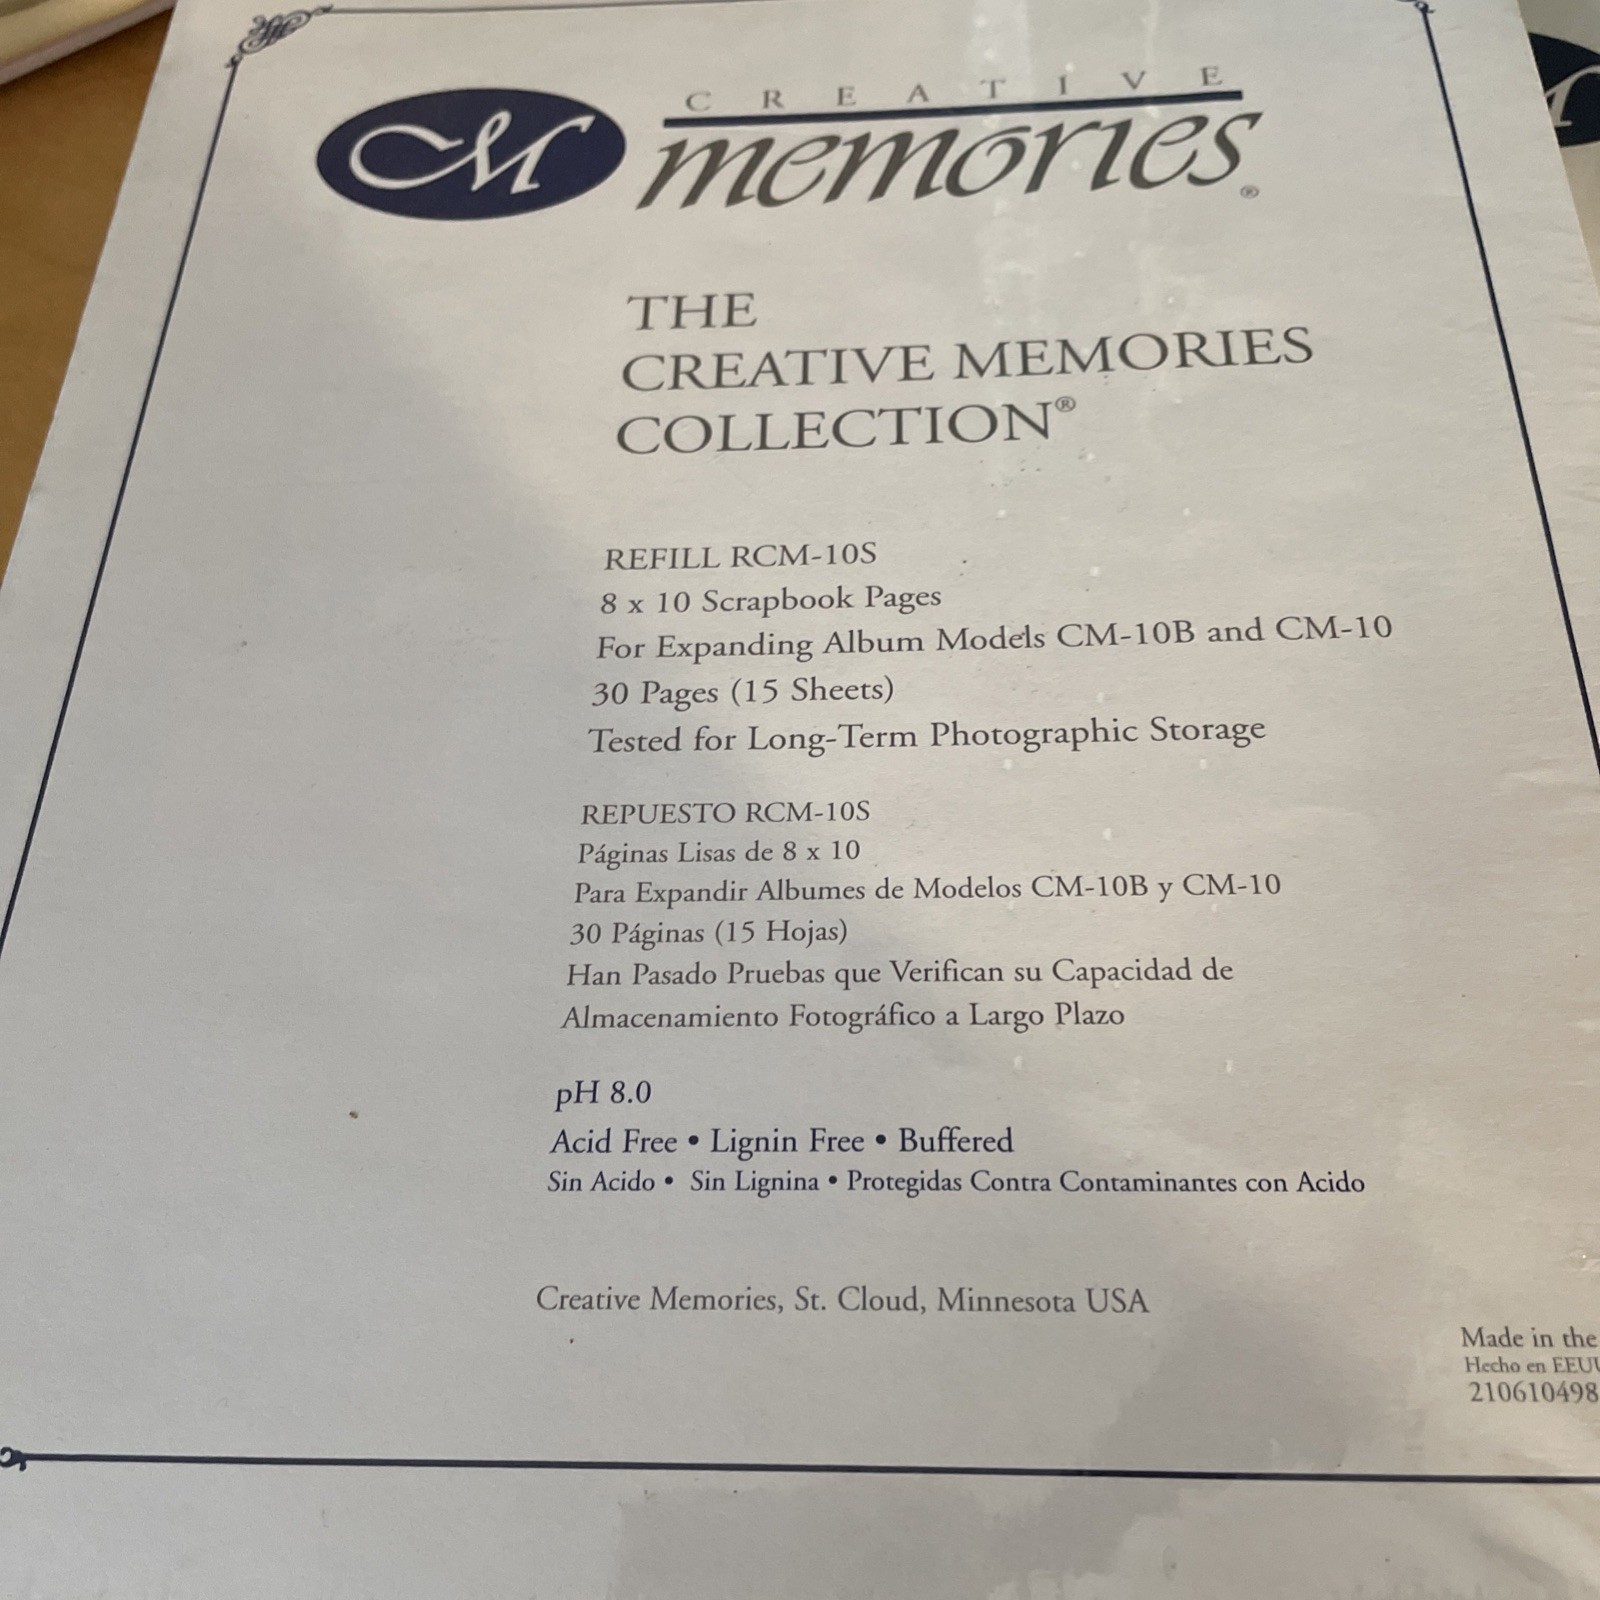 CM
CREATIVE
memories®
THE
CREATIVE MEMORIES
COLLECTION®
REFILL RCM-10S
8 x 10 Scrapbook Pages
For Expanding Album Models CM-10B and CM-10
30 Pages (15 Sheets)
Tested for Long-Term Photographic Storage
REPUESTO RCM-10S
Páginas Lisas de 8 x 10
Para Expandir Albumes de Modelos CM-10B y CM-10
30 Páginas (15 Hojas)
Han Pasado Pruebas que Verifican su Capacidad de
Almacenamiento Fotográfico a Largo Plazo
pH 8.0
Acid Free • Lignin Free • Buffered
Sin Acido • Sin Lignina • Protegidas Contra Contaminantes con Acido
Creative Memories, St. Cloud, Minnesota USA
Made in the
Hecho en EEUU
210610498